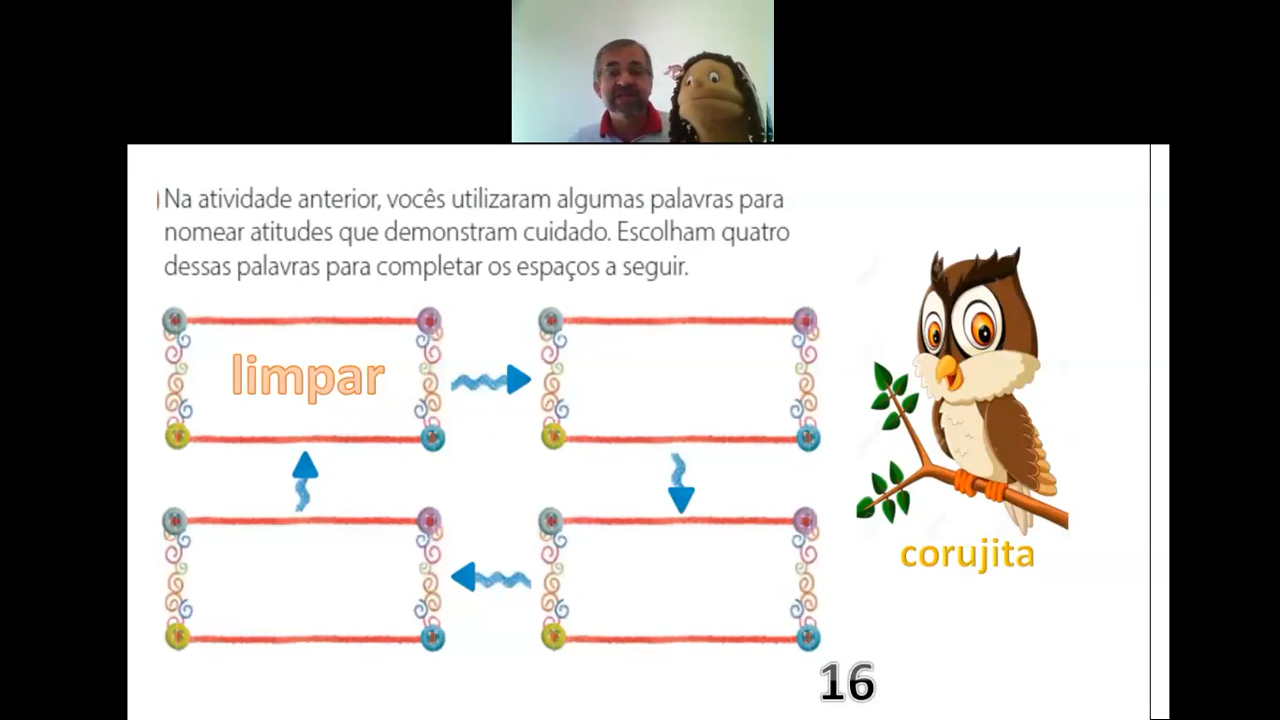 Na atividade anterior, vocês utilizaram algumas palavras para
nomear atitudes que demonstram cuidado. Escolham quatro
dessas palavras para completar os espaços a seguir.
limpar
corujita
16